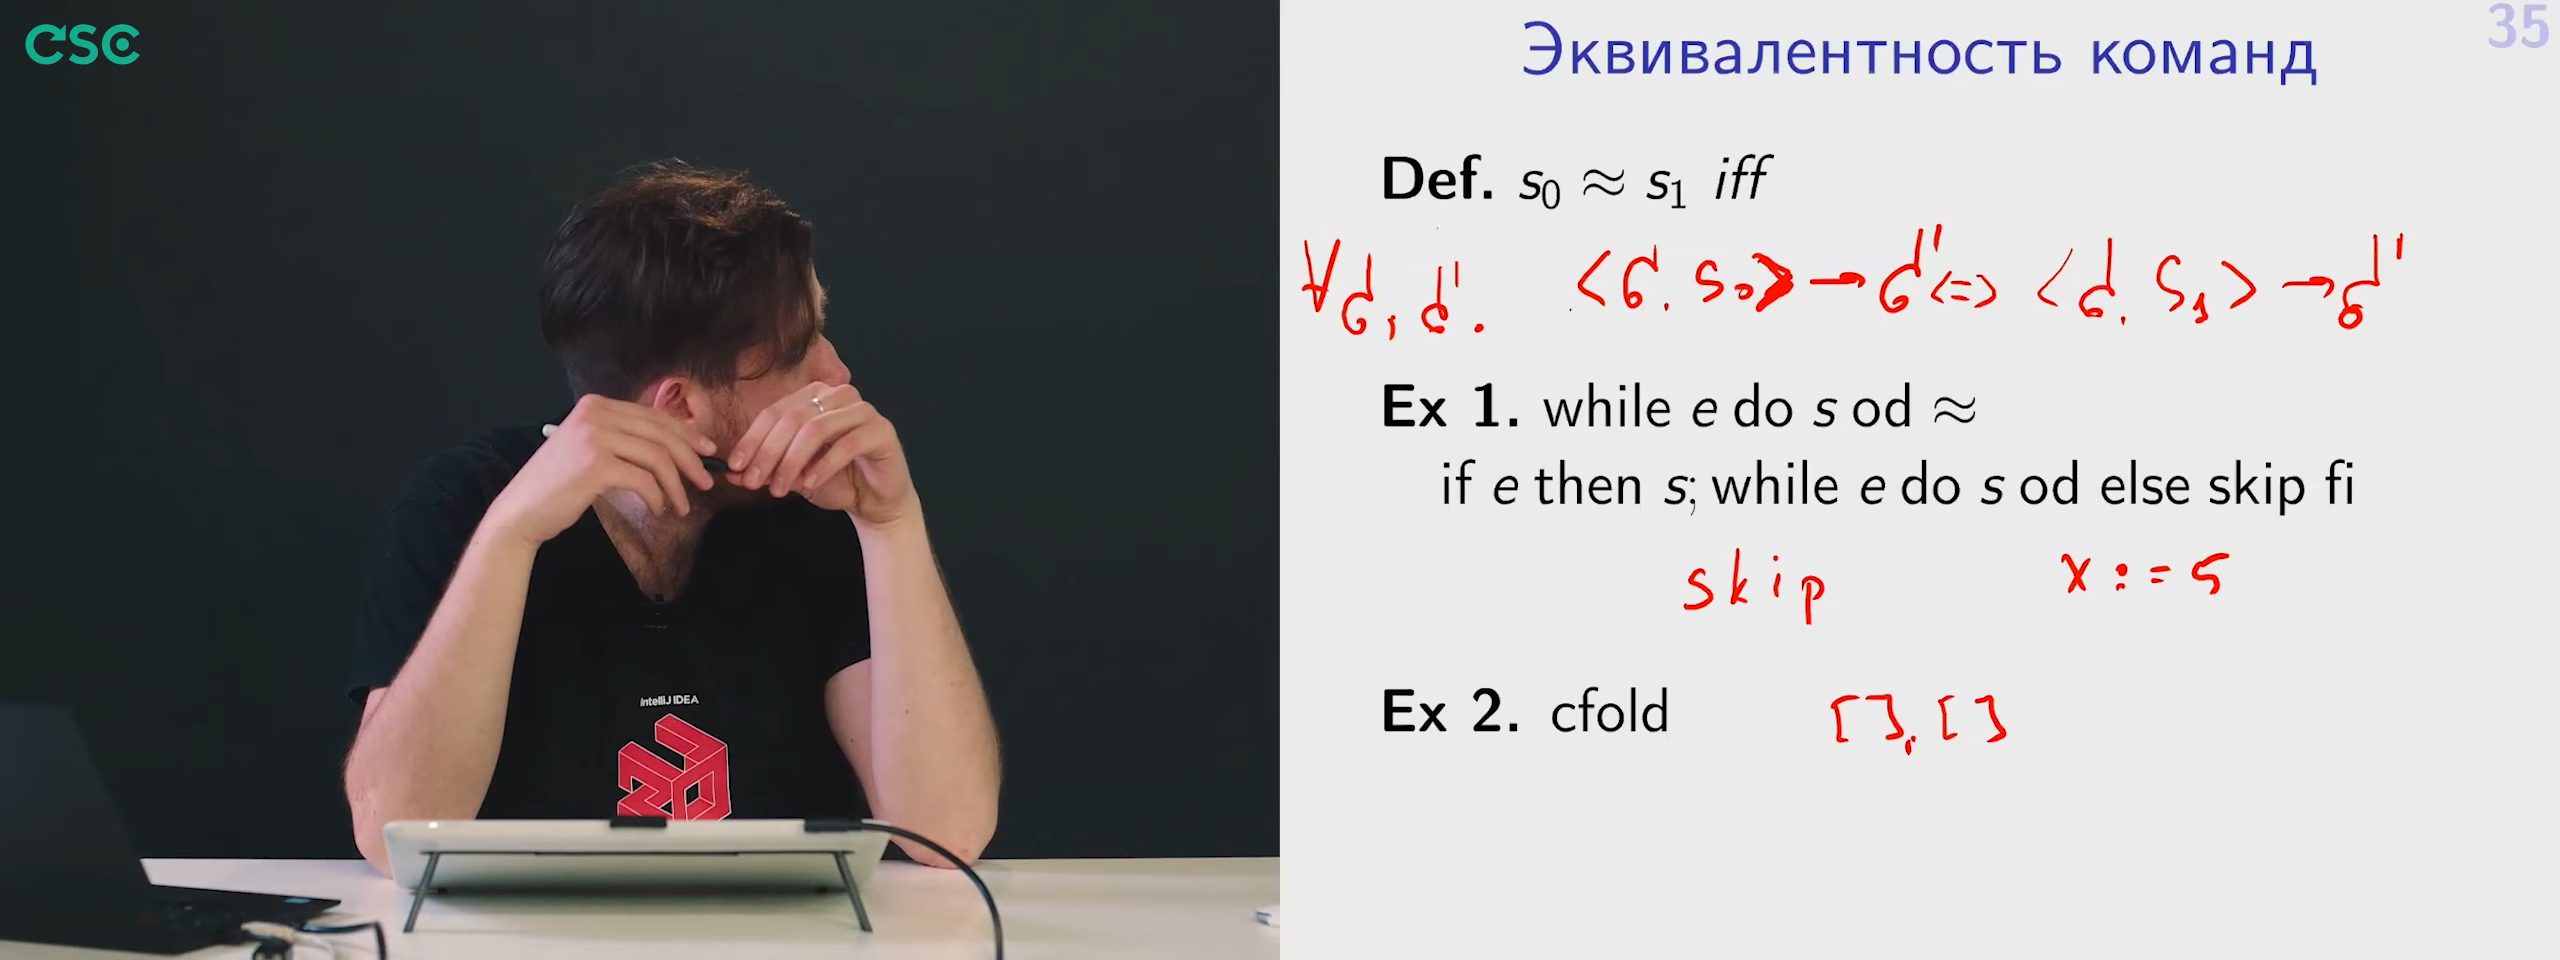 CSC
IntelliJ IDEA
35
Эквивалентность команд
Def. s₀ ≈ s₁ iff
∀σ, σ'. <σ. S₀> → σ' <=> <σ. S₁> → σ'
Ex 1. while e do s od ≈
if e then s; while e do s od else skip fi
skip x := 5
Ex 2. cfold [ ], [ ]